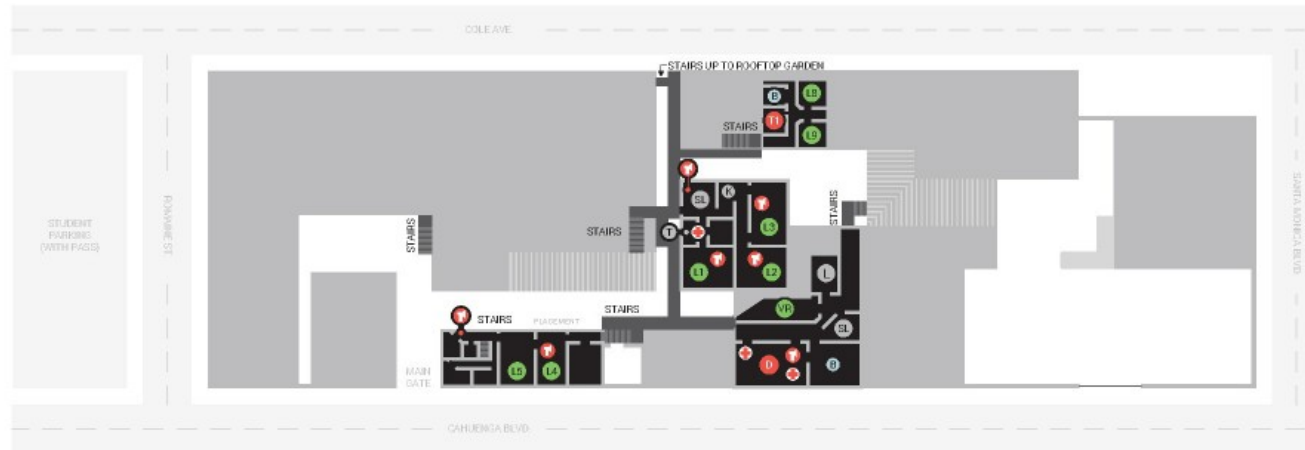 COLE AVE.
STAIRS UP TO ROOFTOP GARDEN
B
L8
T1
L9
STAIRS
ROMAINE ST
STUDENT
PARKING
(WITH PASS)
SANTA MONICA BLVD
SL
K
L3
STAIRS
STAIRS
STAIRS
T
L1
L2
L
VR
SL
STAIRS
PLACEMENT
STAIRS
MAIN
GATE
L5
L4
D
B
CAHUENGA BLVD.